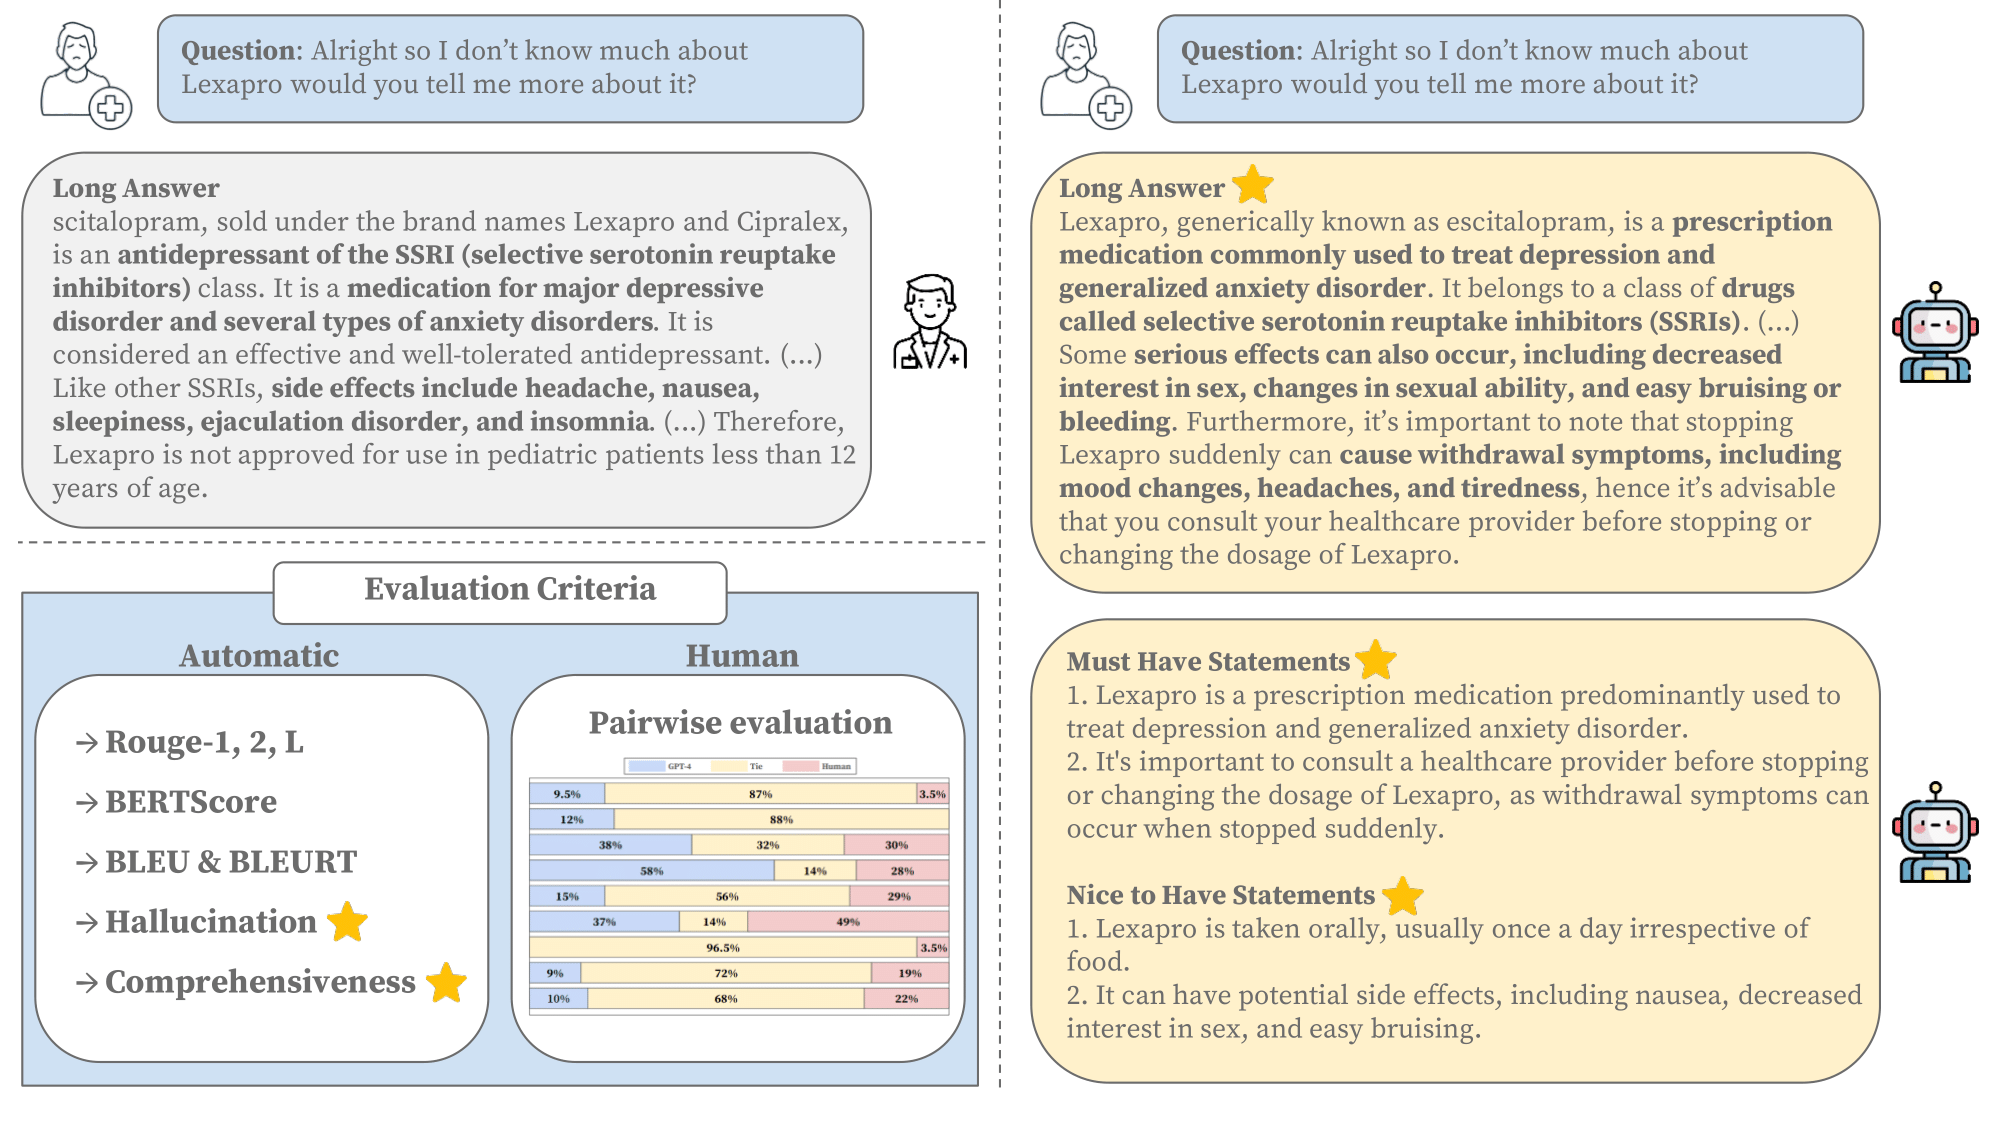 Question: Alright so I don’t know much about
Lexapro would you tell me more about it?
Long Answer
scitalopram, sold under the brand names Lexapro and Cipralex,
is an antidepressant of the SSRI (selective serotonin reuptake
inhibitors) class. It is a medication for major depressive
disorder and several types of anxiety disorders. It is
considered an effective and well-tolerated antidepressant. (...)
Like other SSRIs, side effects include headache, nausea,
sleepiness, ejaculation disorder, and insomnia. (...) Therefore,
Lexapro is not approved for use in pediatric patients less than 12
years of age.
Evaluation Criteria
Automatic
→ Rouge-1, 2, L
→ BERTScore
→ BLEU & BLEURT
→ Hallucination
→ Comprehensiveness
Human
Pairwise evaluation
GPT-4 Tie Human
9.5% 87% 3.5%
12% 88%
38% 32% 30%
58% 14% 28%
15% 56% 29%
37% 14% 49%
96.5% 3.5%
9% 72% 19%
10% 68% 22%
Question: Alright so I don’t know much about
Lexapro would you tell me more about it?
Long Answer
Lexapro, generically known as escitalopram, is a prescription
medication commonly used to treat depression and
generalized anxiety disorder. It belongs to a class of drugs
called selective serotonin reuptake inhibitors (SSRIs). (...)
Some serious effects can also occur, including decreased
interest in sex, changes in sexual ability, and easy bruising or
bleeding. Furthermore, it’s important to note that stopping
Lexapro suddenly can cause withdrawal symptoms, including
mood changes, headaches, and tiredness, hence it’s advisable
that you consult your healthcare provider before stopping or
changing the dosage of Lexapro.
Must Have Statements
1. Lexapro is a prescription medication predominantly used to
treat depression and generalized anxiety disorder.
2. It's important to consult a healthcare provider before stopping
or changing the dosage of Lexapro, as withdrawal symptoms can
occur when stopped suddenly.
Nice to Have Statements
1. Lexapro is taken orally, usually once a day irrespective of
food.
2. It can have potential side effects, including nausea, decreased
interest in sex, and easy bruising.